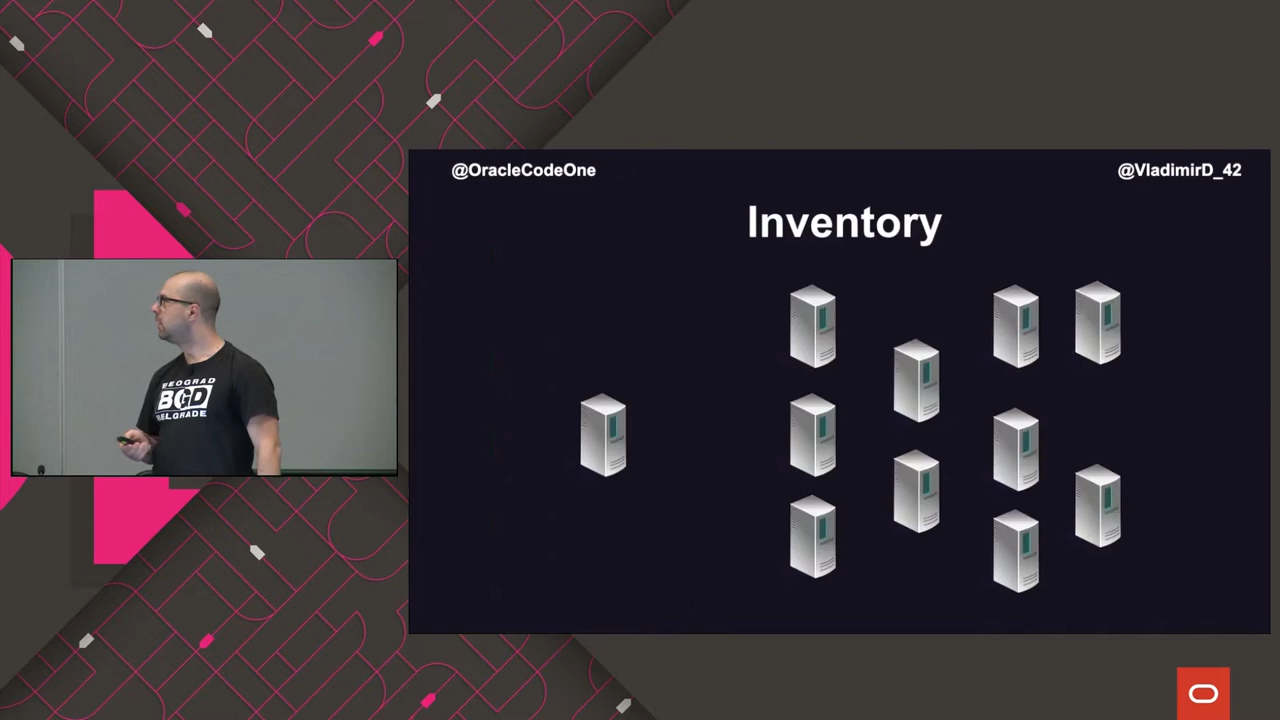 @OracleCodeOne
@VladimirD_42
Inventory
BEOGRAD
BGD
BELGRADE